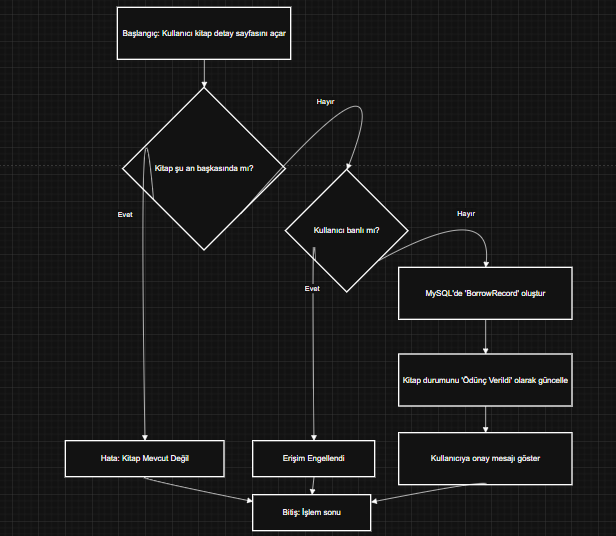 Başlangıç: Kullanıcı kitap detay sayfasını açar
Hayır
Kitap şu an başkasında mı?
Evet
Hayır
Kullanıcı banlı mı?
Evet
MySQL'de 'BorrowRecord' oluştur
Kitap durumunu 'Ödünç Verildi' olarak güncelle
Hata: Kitap Mevcut Değil
Erişim Engellendi
Kullanıcıya onay mesajı göster
Bitiş: İşlem sonu